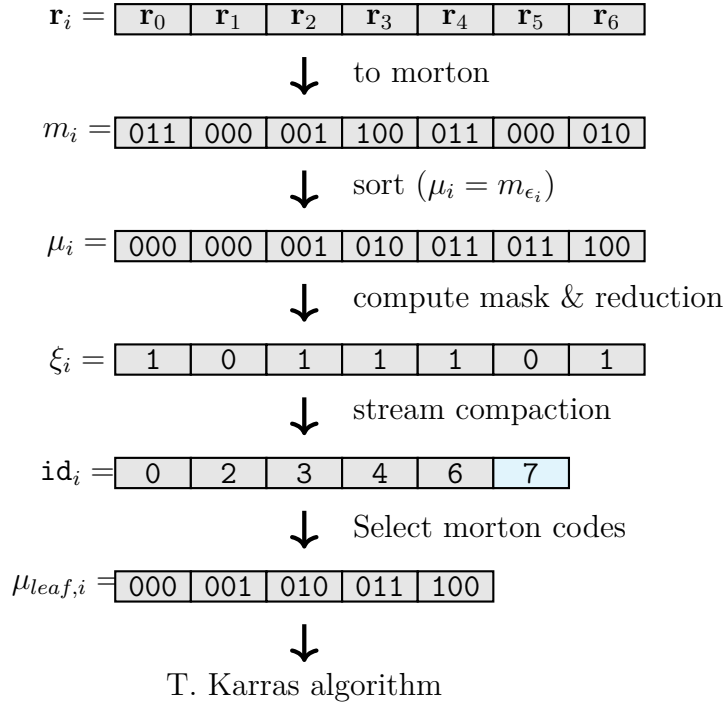 r_i = r_0 r_1 r_2 r_3 r_4 r_5 r_6
to morton
m_i = 011 000 001 100 011 000 010
sort (μ_i = m_{ϵ_i})
μ_i = 000 000 001 010 011 011 100
compute mask & reduction
ξ_i = 1 0 1 1 1 0 1
stream compaction
id_i = 0 2 3 4 6 7
Select morton codes
μ_{leaf,i} = 000 001 010 011 100
T. Karras algorithm